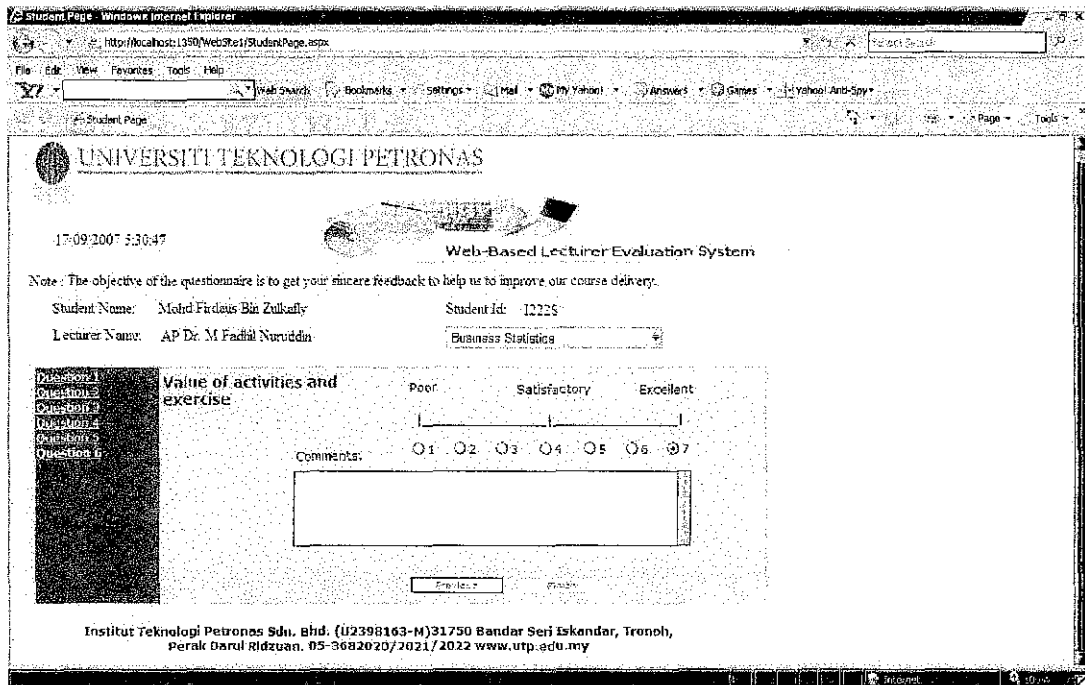 Student Page - Windows Internet Explorer
http://localhost:1350/WebSite1/StudentPage.aspx
File Edit View Favorites Tools Help
Web Search Bookmarks Settings Mail My Yahoo! Answers Games Yahoo! Anti-Spy
Student Page Page Tools
UNIVERSITI TEKNOLOGI PETRONAS
17/09/2007 5:30:47
Web-Based Lecturer Evaluation System
Note : The objective of the questionnaire is to get your sincere feedback to help us to improve our course delivery.
Student Name: Mohd Firdaus Bin Zulkafly Student Id: I2225
Lecturer Name: AP Dr. M Fadhil Nuruddin Business Statistics
Question 1
Question 2
Question 3
Question 4
Question 5
Question 6
Value of activities and
exercise
Poor Satisfactory Excellent
1 2 3 4 5 6 7
Comments:
Previous
Institut Teknologi Petronas Sdn. Bhd. (U2398163-M)31750 Bandar Seri Iskandar, Tronoh,
Perak Darul Ridzuan. 05-3682020/2021/2022 www.utp.edu.my
Internet